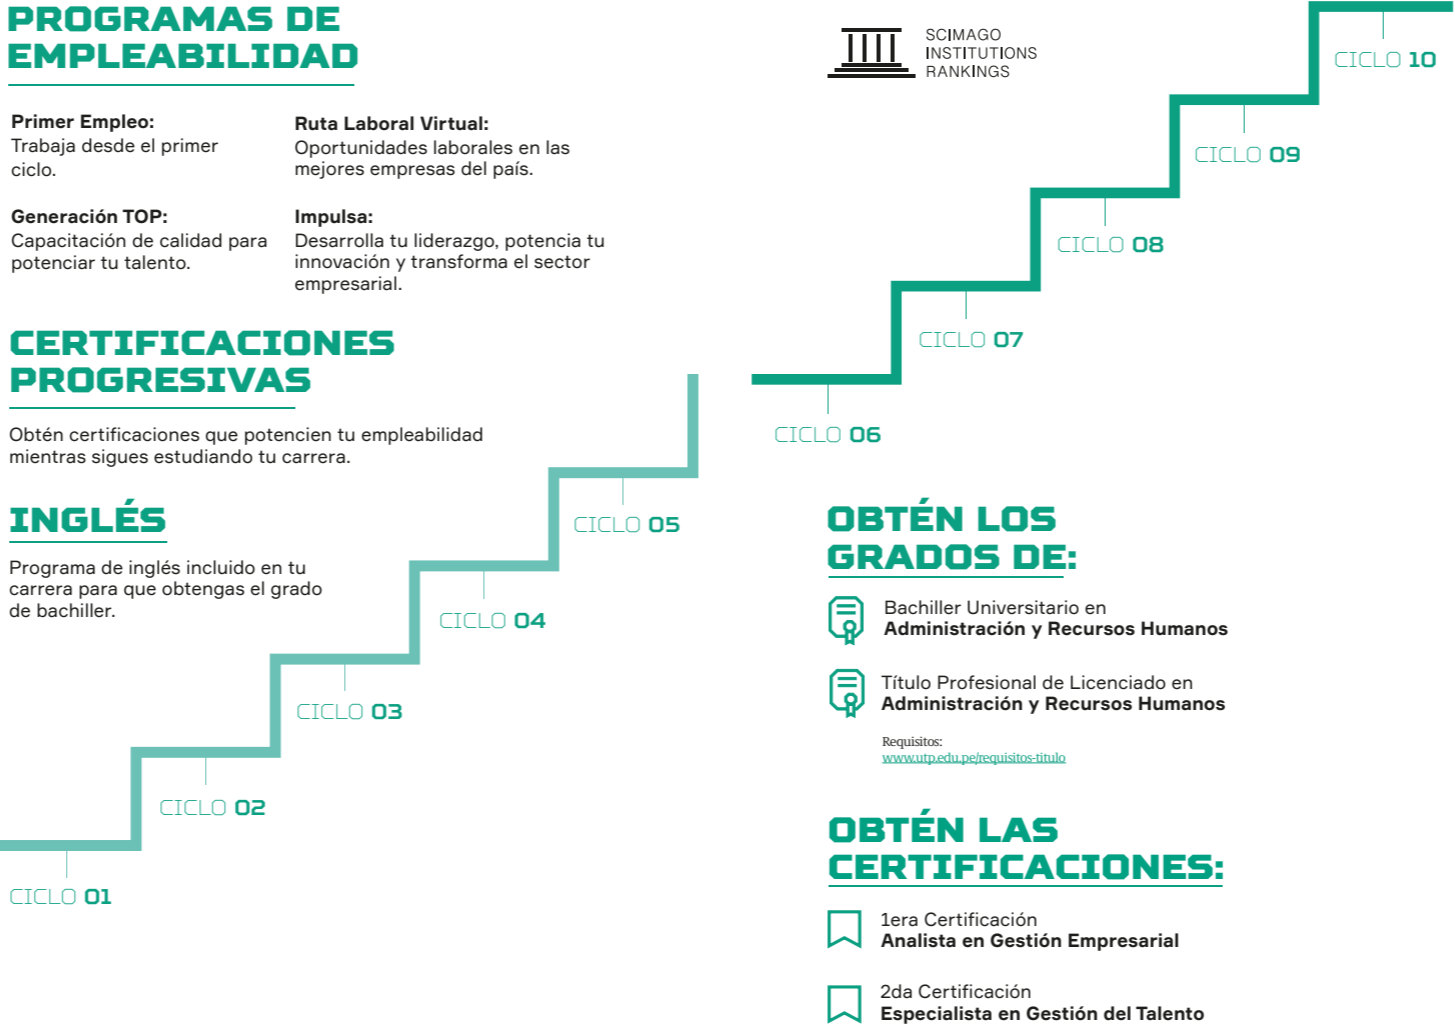 PROGRAMAS DE
EMPLEABILIDAD
Primer Empleo:
Trabaja desde el primer
ciclo.
Ruta Laboral Virtual:
Oportunidades laborales en las
mejores empresas del país.
Generación TOP:
Capacitación de calidad para
potenciar tu talento.
Impulsa:
Desarrolla tu liderazgo, potencia tu
innovación y transforma el sector
empresarial.
CERTIFICACIONES
PROGRESIVAS
Obtén certificaciones que potencien tu empleabilidad
mientras sigues estudiando tu carrera.
INGLÉS
Programa de inglés incluido en tu
carrera para que obtengas el grado
de bachiller.
CICLO 01
CICLO 02
CICLO 03
CICLO 04
CICLO 05
SCIMAGO
INSTITUTIONS
RANKINGS
CICLO 06
CICLO 07
CICLO 08
CICLO 09
CICLO 10
OBTÉN LOS
GRADOS DE:
Bachiller Universitario en
Administración y Recursos Humanos
Título Profesional de Licenciado en
Administración y Recursos Humanos
Requisitos:
www.utp.edu.pe/requisitos-titulo
OBTÉN LAS
CERTIFICACIONES:
1era Certificación
Analista en Gestión Empresarial
2da Certificación
Especialista en Gestión del Talento